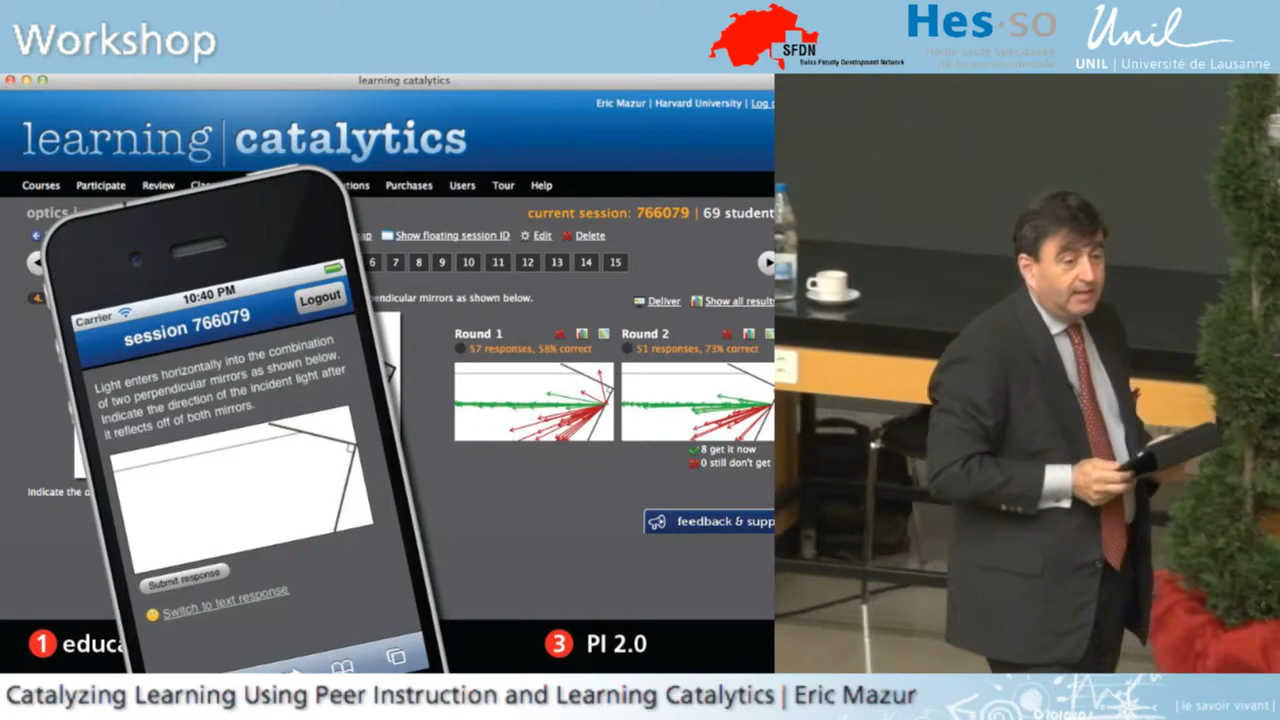 Workshop
SFDN
Swiss Faculty Development Network
Hes·so
Haute Ecole Spécialisée
de Suisse occidentale
Unil
UNIL | Université de Lausanne
learning catalytics
Eric Mazur | Harvard University | Log
learning | catalytics
Courses Participate Review Purchases Users Tour Help
optics
current session: 766079 | 69 student
Show floating session ID Edit Delete
6 7 8 9 10 11 12 13 14 15
4.
pendicular mirrors as shown below.
Deliver Show all result
Round 1
57 responses, 58% correct
Round 2
51 responses, 73% correct
8 get it now
0 still don't get
Indicate the
feedback & supp
Carrier 10:40 PM
session 766079
Logout
Light enters horizontally into the combination
of two perpendicular mirrors as shown below.
Indicate the direction of the incident light after
it reflects off of both mirrors.
Submit response
Switch to text response
1 educa
3 PI 2.0
Catalyzing Learning Using Peer Instruction and Learning Catalytics | Eric Mazur
| le savoir vivant |